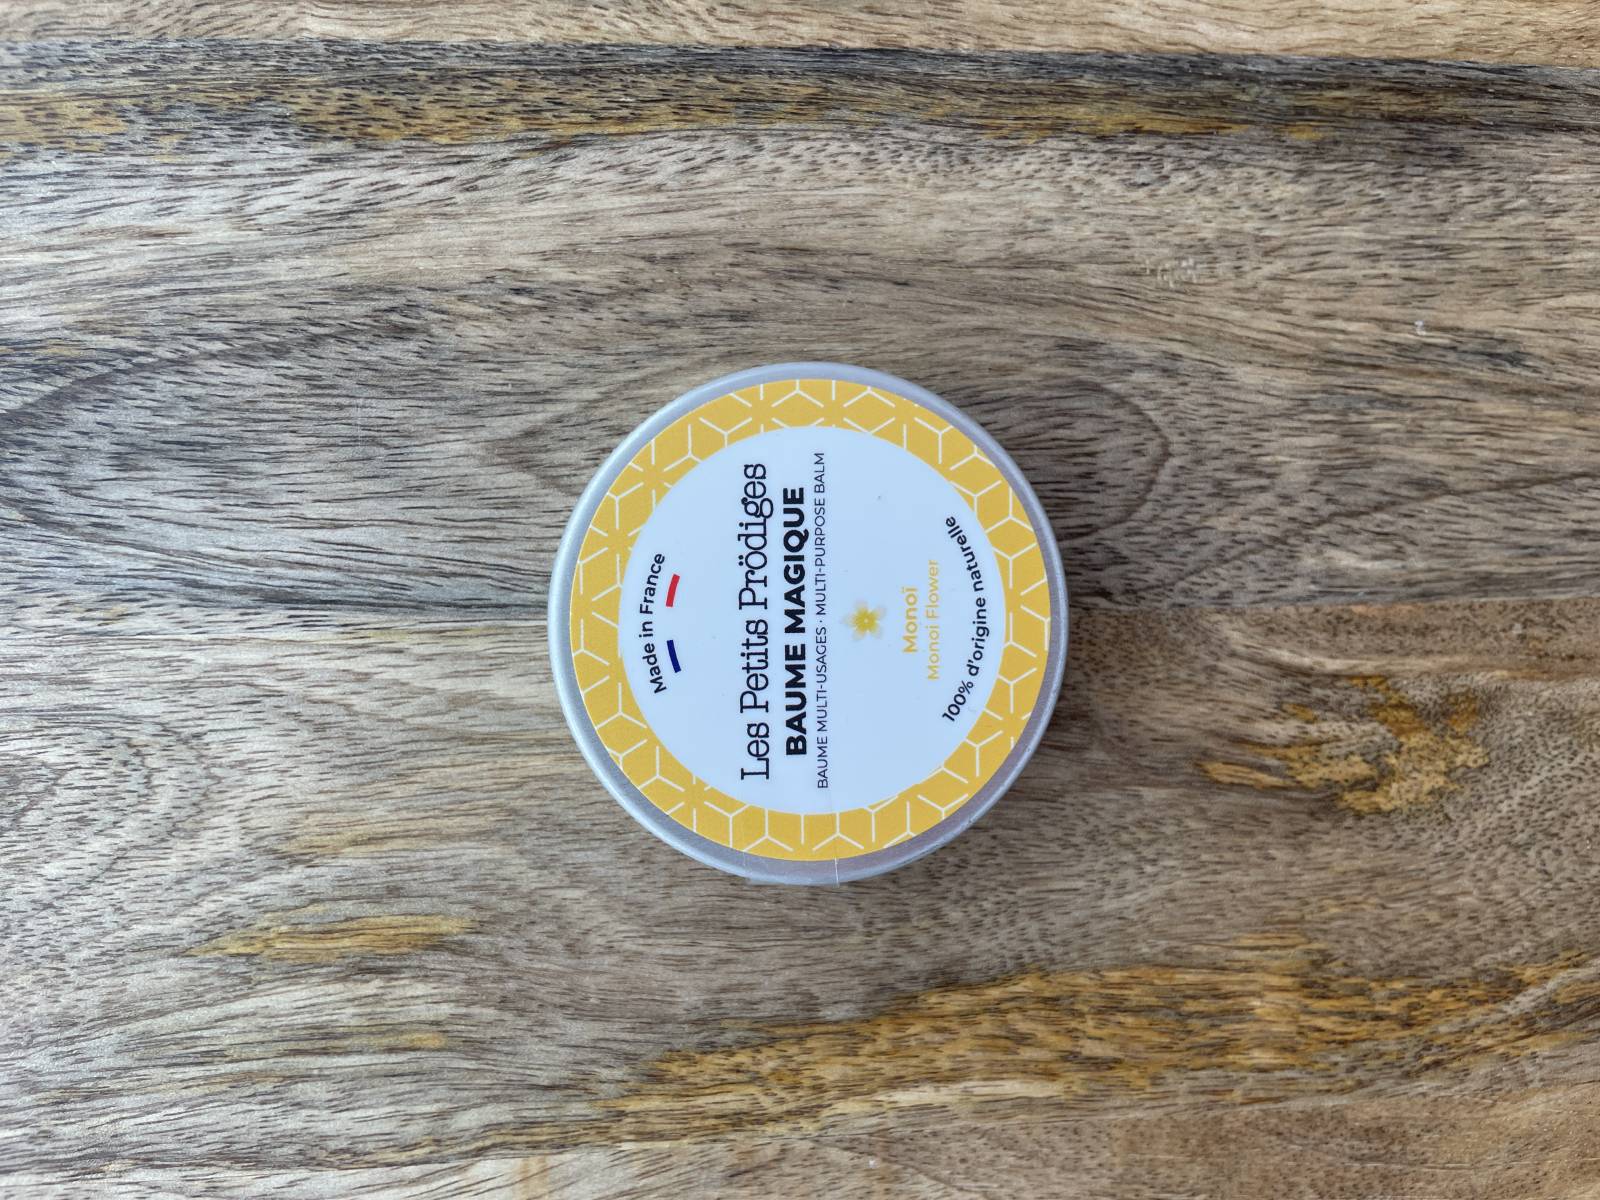 Made in France
Les Petits Prödiges
BAUME MAGIQUE
BAUME MULTI-USAGES · MULTI-PURPOSE BALM
Monoï
Monoi Flower
100% d'origine naturelle